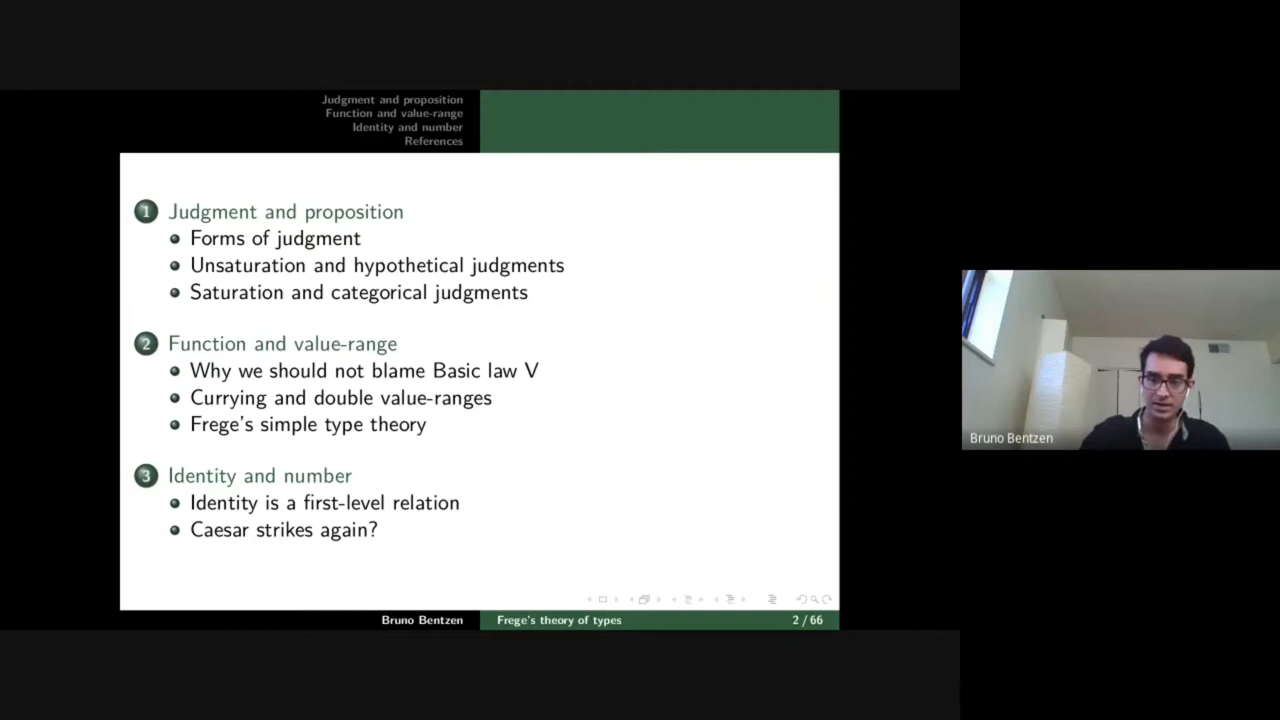 Judgment and proposition
Function and value-range
Identity and number
References
1 Judgment and proposition
Forms of judgment
Unsaturation and hypothetical judgments
Saturation and categorical judgments
2 Function and value-range
Why we should not blame Basic law V
Currying and double value-ranges
Frege's simple type theory
3 Identity and number
Identity is a first-level relation
Caesar strikes again?
Bruno Bentzen
Frege's theory of types
2 / 66
Bruno Bentzen